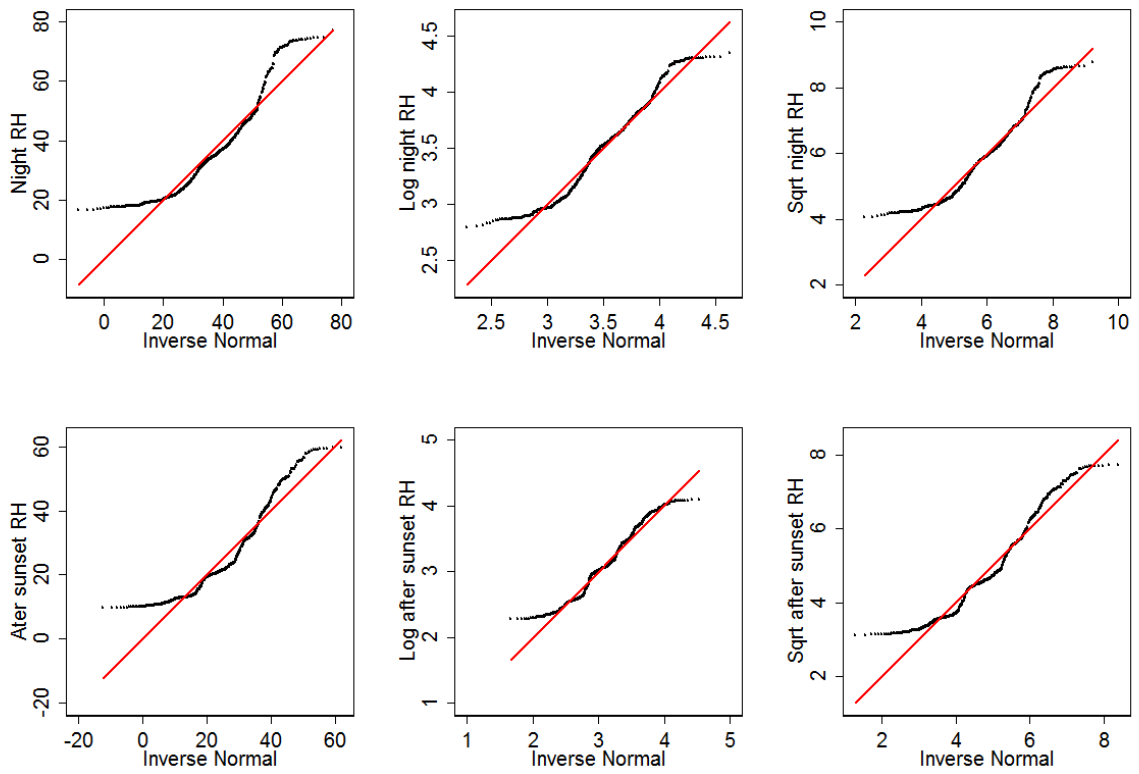 Night RH
80
60
40
20
0
0 20 40 60 80
Inverse Normal
Log night RH
4.5
4
3.5
3
2.5
2.5 3 3.5 4 4.5
Inverse Normal
Sqrt night RH
8
6
4
2
2 4 6 8 10
Inverse Normal
Ater sunset RH
60
40
20
0
-20
-20 0 20 40 60
Inverse Normal
Log after sunset RH
5
4
3
2
1
1 2 3 4 5
Inverse Normal
Sqrt after sunset RH
8
6
4
2
2 4 6 8
Inverse Normal